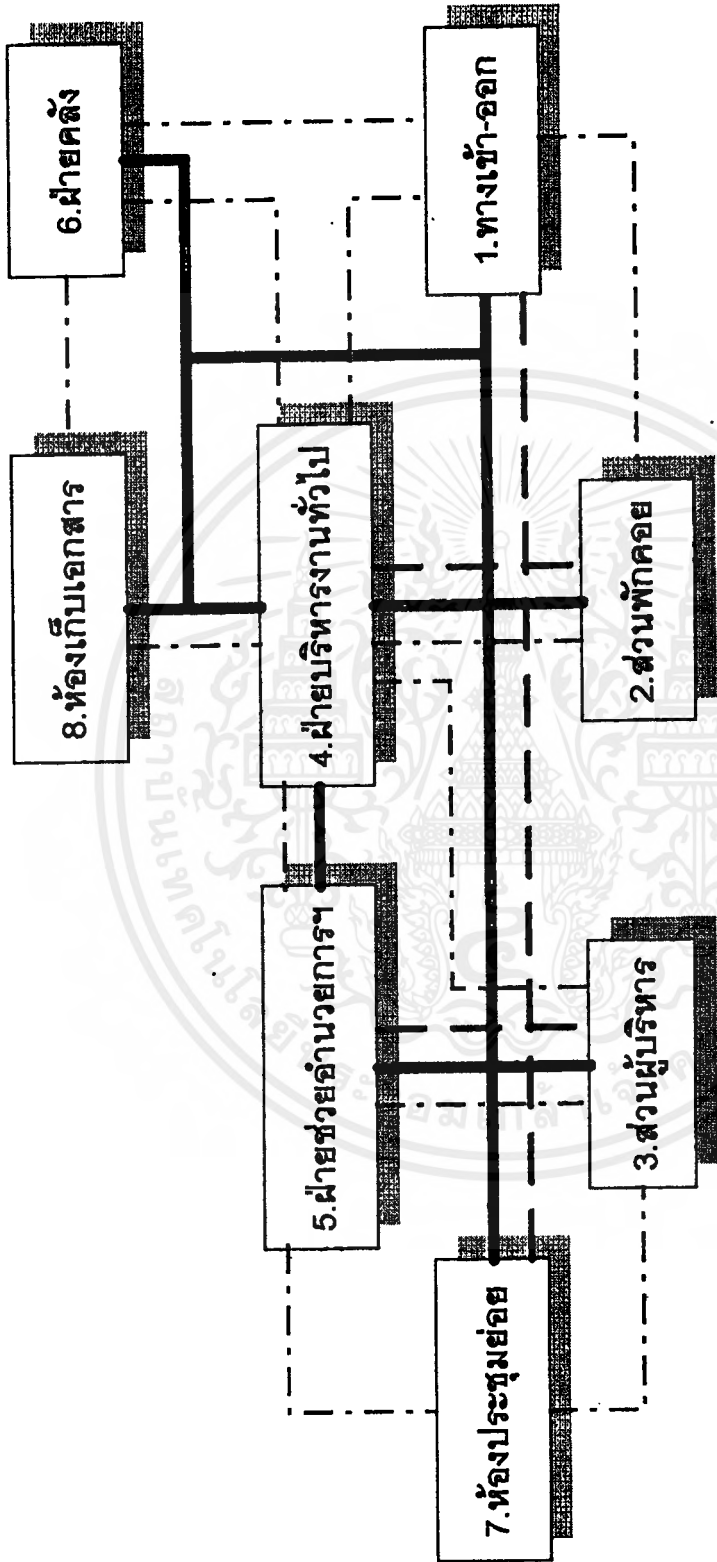 6.ฝ่ายคลัง
1.ทางเข้า-ออก
8.ห้องเก็บเอกสาร
4.ฝ่ายบริหารงานทั่วไป
2.ส่วนพักคอย
5.ฝ่ายช่วยอำนวยการฯ
3.ส่วนผู้บริหาร
7.ห้องประชุมย่อย